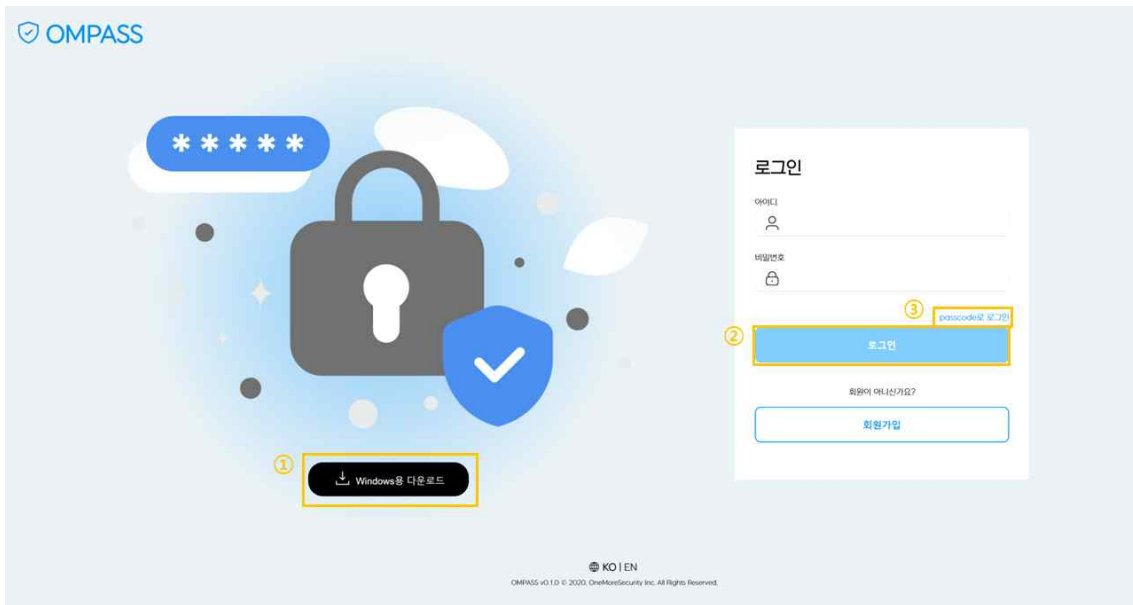 OMPASS
*****
로그인
아이디
비밀번호
③
passcode로 로그인
②
로그인
회원이 아니신가요?
회원가입
①
Windows용 다운로드
KO | EN
OMPASS v0.1.0 © 2020. OneMoreSecurity Inc. All Rights Reserved.